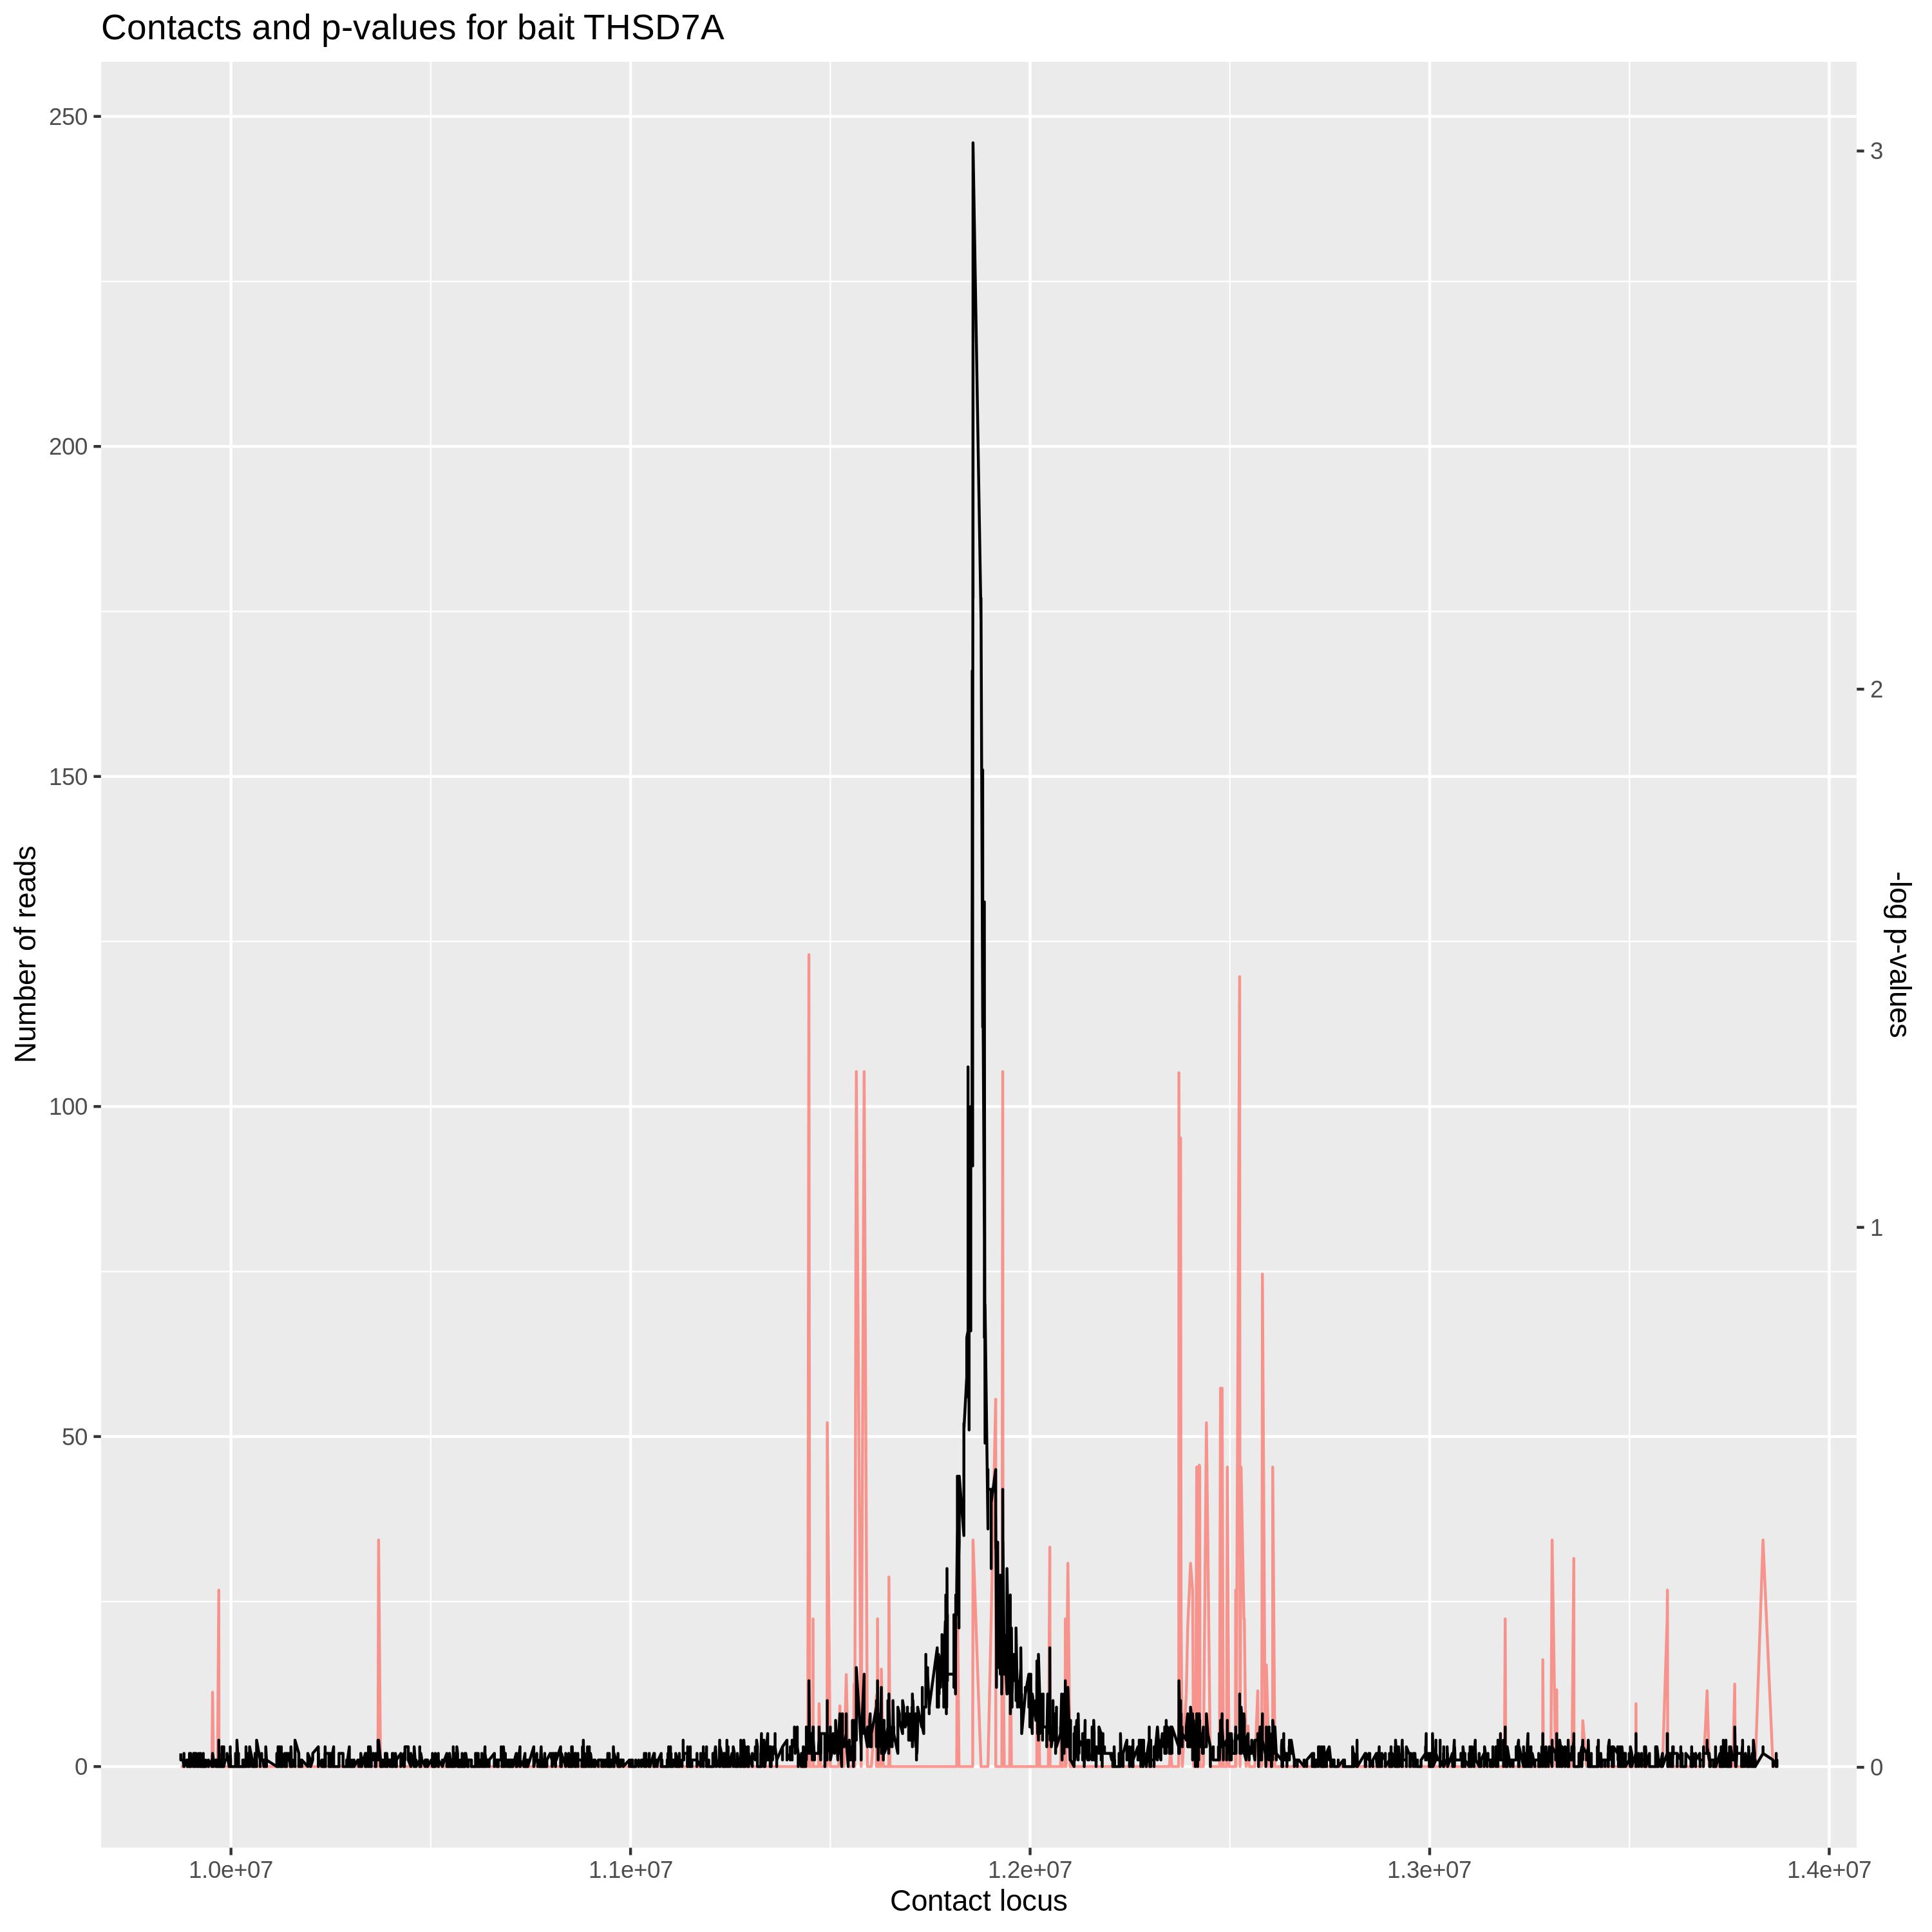 Contacts and p-values for bait THSD7A
250
200
150
100
50
0
Number of reads
3
2
1
0
-log p-values
1.0e+07 1.1e+07 1.2e+07 1.3e+07 1.4e+07
Contact locus